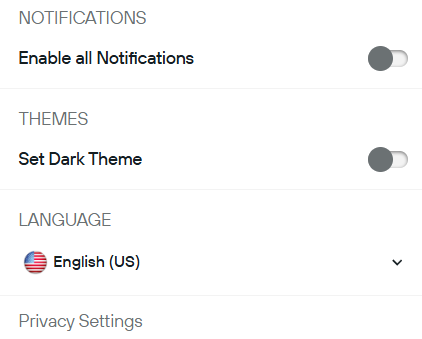 NOTIFICATIONS
Enable all Notifications
THEMES
Set Dark Theme
LANGUAGE
English (US)
Privacy Settings